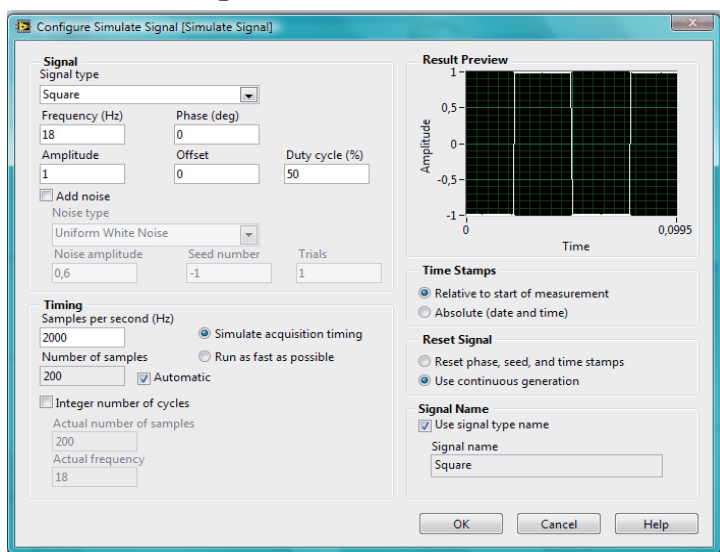 Configure Simulate Signal [Simulate Signal]
Signal
Signal type
Square
Frequency (Hz) Phase (deg)
18 0
Amplitude Offset Duty cycle (%)
1 0 50
Add noise
Noise type
Uniform White Noise
Noise amplitude Seed number Trials
0,6 -1 1
Timing
Samples per second (Hz)
2000 Simulate acquisition timing
Number of samples Run as fast as possible
200 Automatic
Integer number of cycles
Actual number of samples
200
Actual frequency
18
Result Preview
1
0,5
0
-0,5
-1
Amplitude
0 0,0995
Time
Time Stamps
Relative to start of measurement
Absolute (date and time)
Reset Signal
Reset phase, seed, and time stamps
Use continuous generation
Signal Name
Use signal type name
Signal name
Square
OK Cancel Help